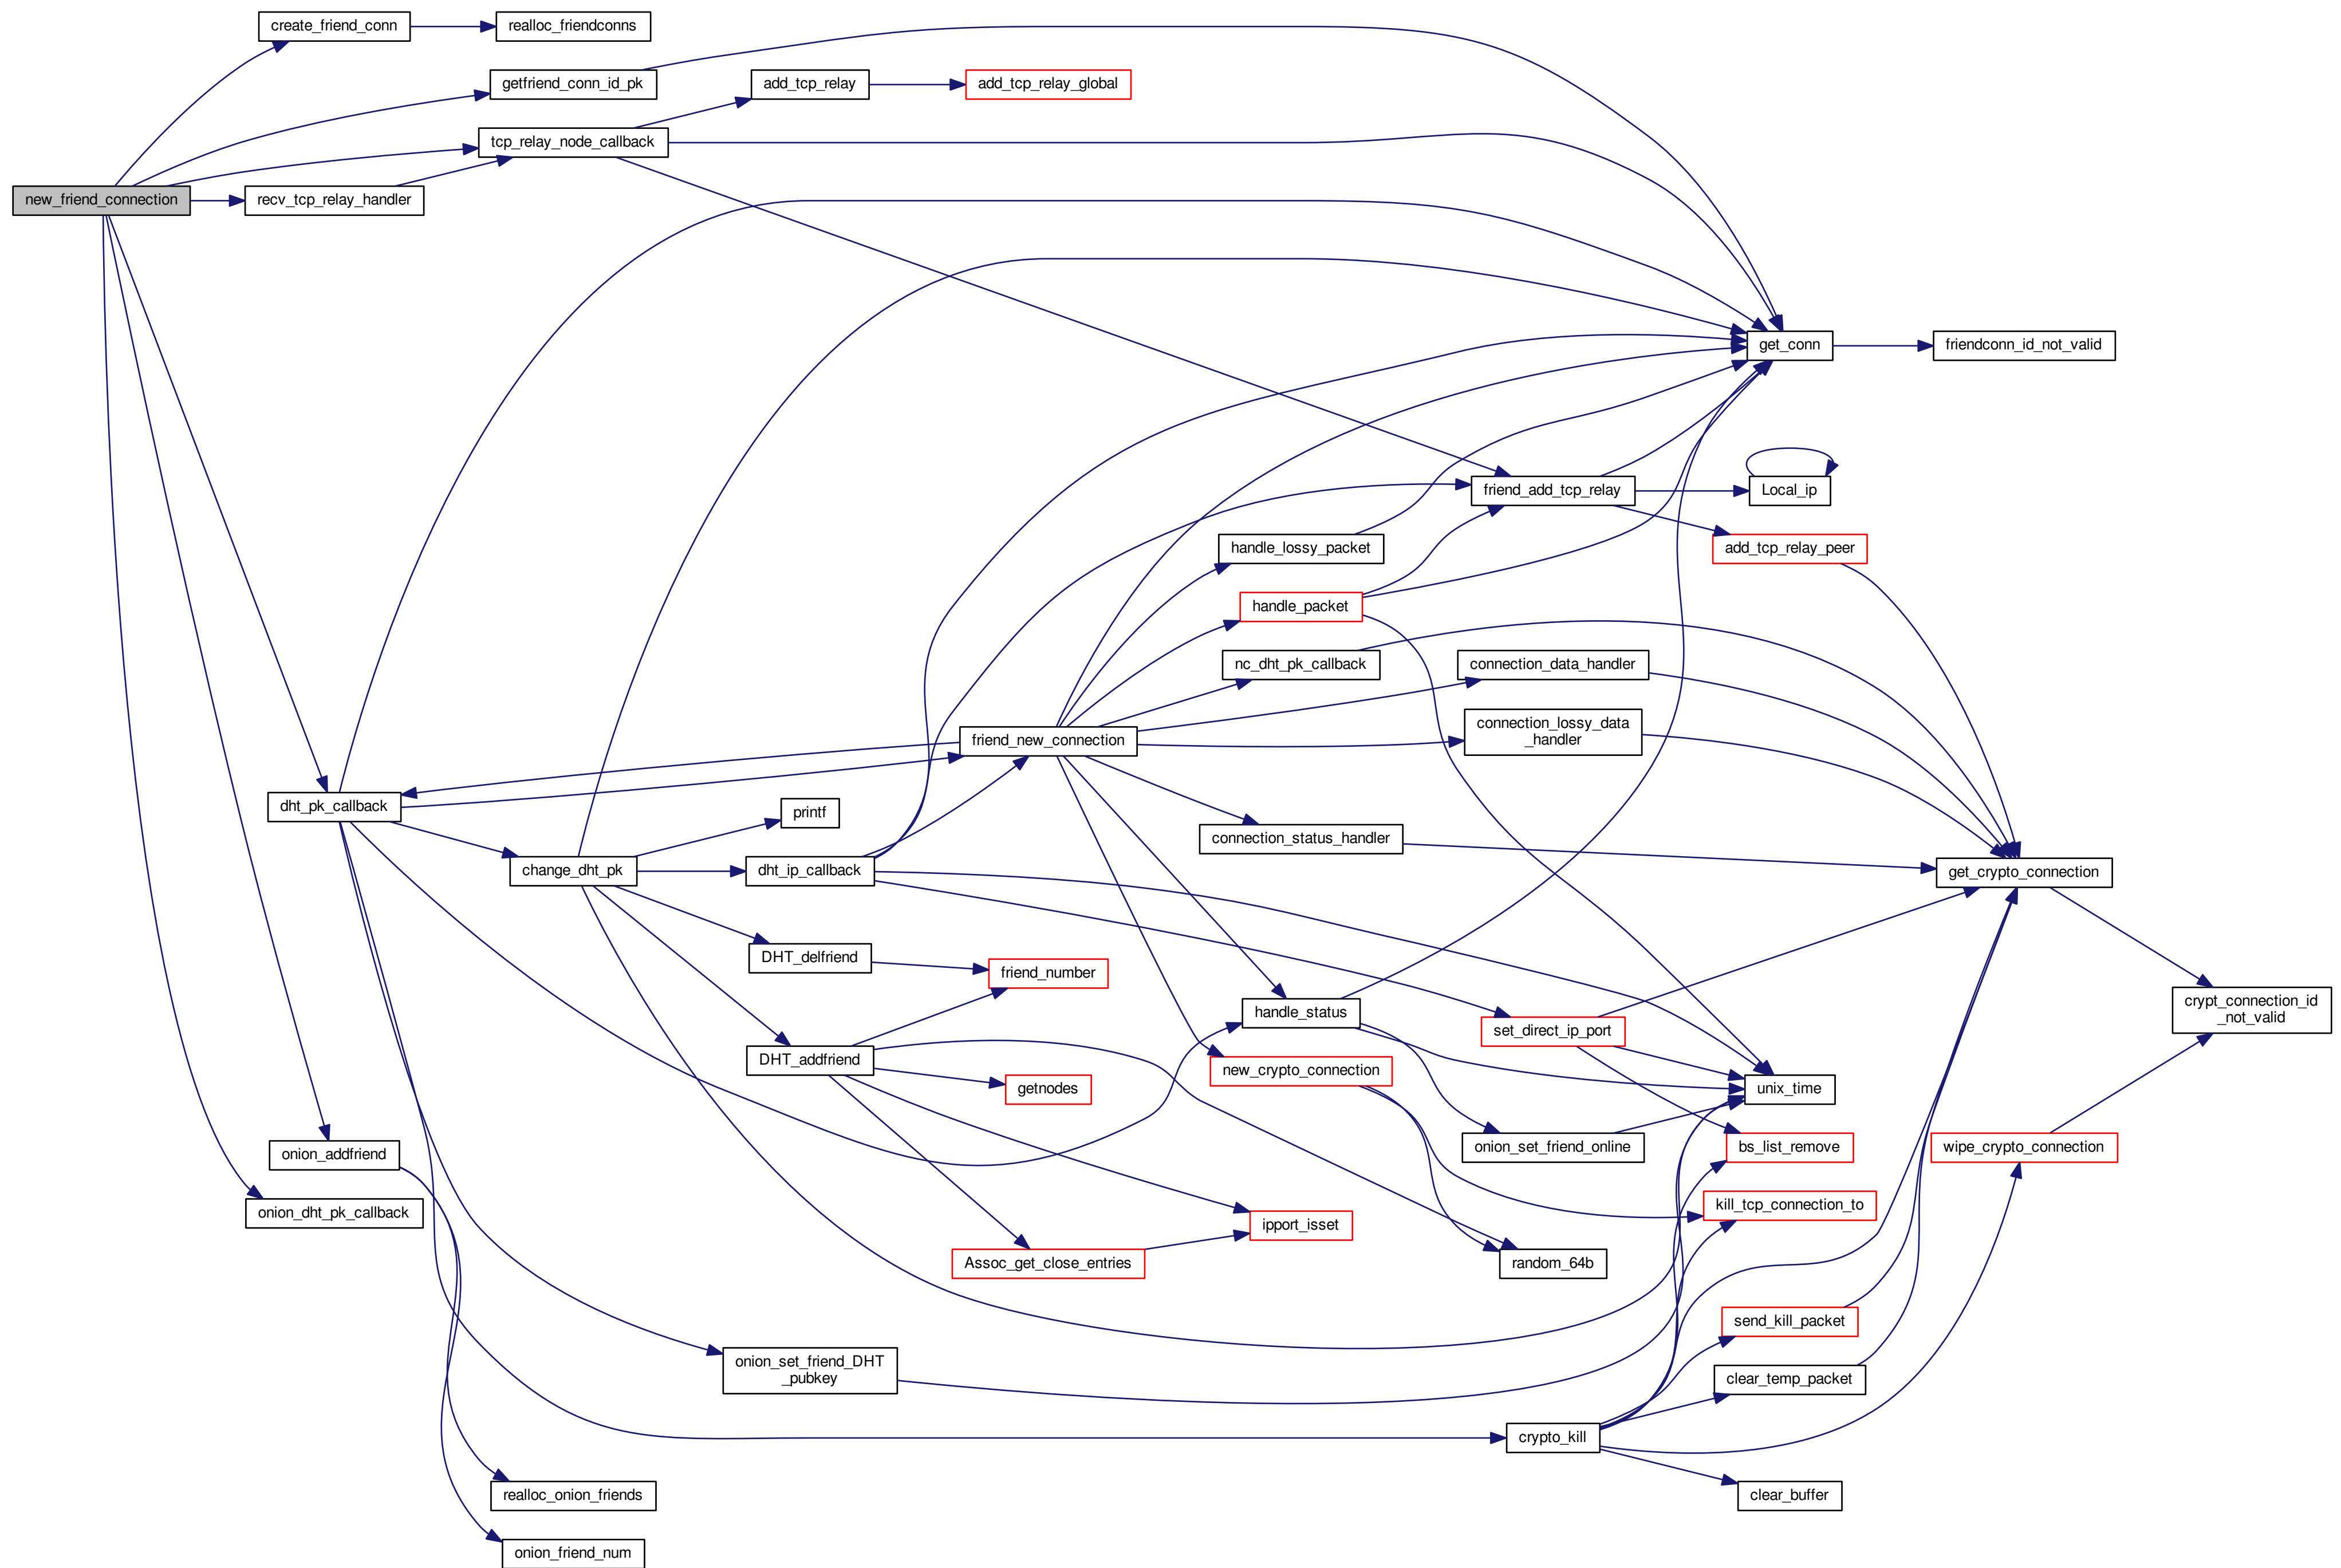 create_friend_conn
realloc_friendconns
getfriend_conn_id_pk
add_tcp_relay
add_tcp_relay_global
tcp_relay_node_callback
new_friend_connection
recv_tcp_relay_handler
get_conn
friendconn_id_not_valid
friend_add_tcp_relay
Local_ip
handle_lossy_packet
add_tcp_relay_peer
handle_packet
nc_dht_pk_callback
connection_data_handler
friend_new_connection
connection_lossy_data
_handler
dht_pk_callback
printf
connection_status_handler
change_dht_pk
dht_ip_callback
get_crypto_connection
DHT_delfriend
friend_number
handle_status
crypt_connection_id
_not_valid
set_direct_ip_port
DHT_addfriend
new_crypto_connection
getnodes
unix_time
onion_addfriend
onion_set_friend_online
bs_list_remove
wipe_crypto_connection
onion_dht_pk_callback
kill_tcp_connection_to
ipport_isset
Assoc_get_close_entries
random_64b
send_kill_packet
onion_set_friend_DHT
_pubkey
clear_temp_packet
crypto_kill
realloc_onion_friends
clear_buffer
onion_friend_num